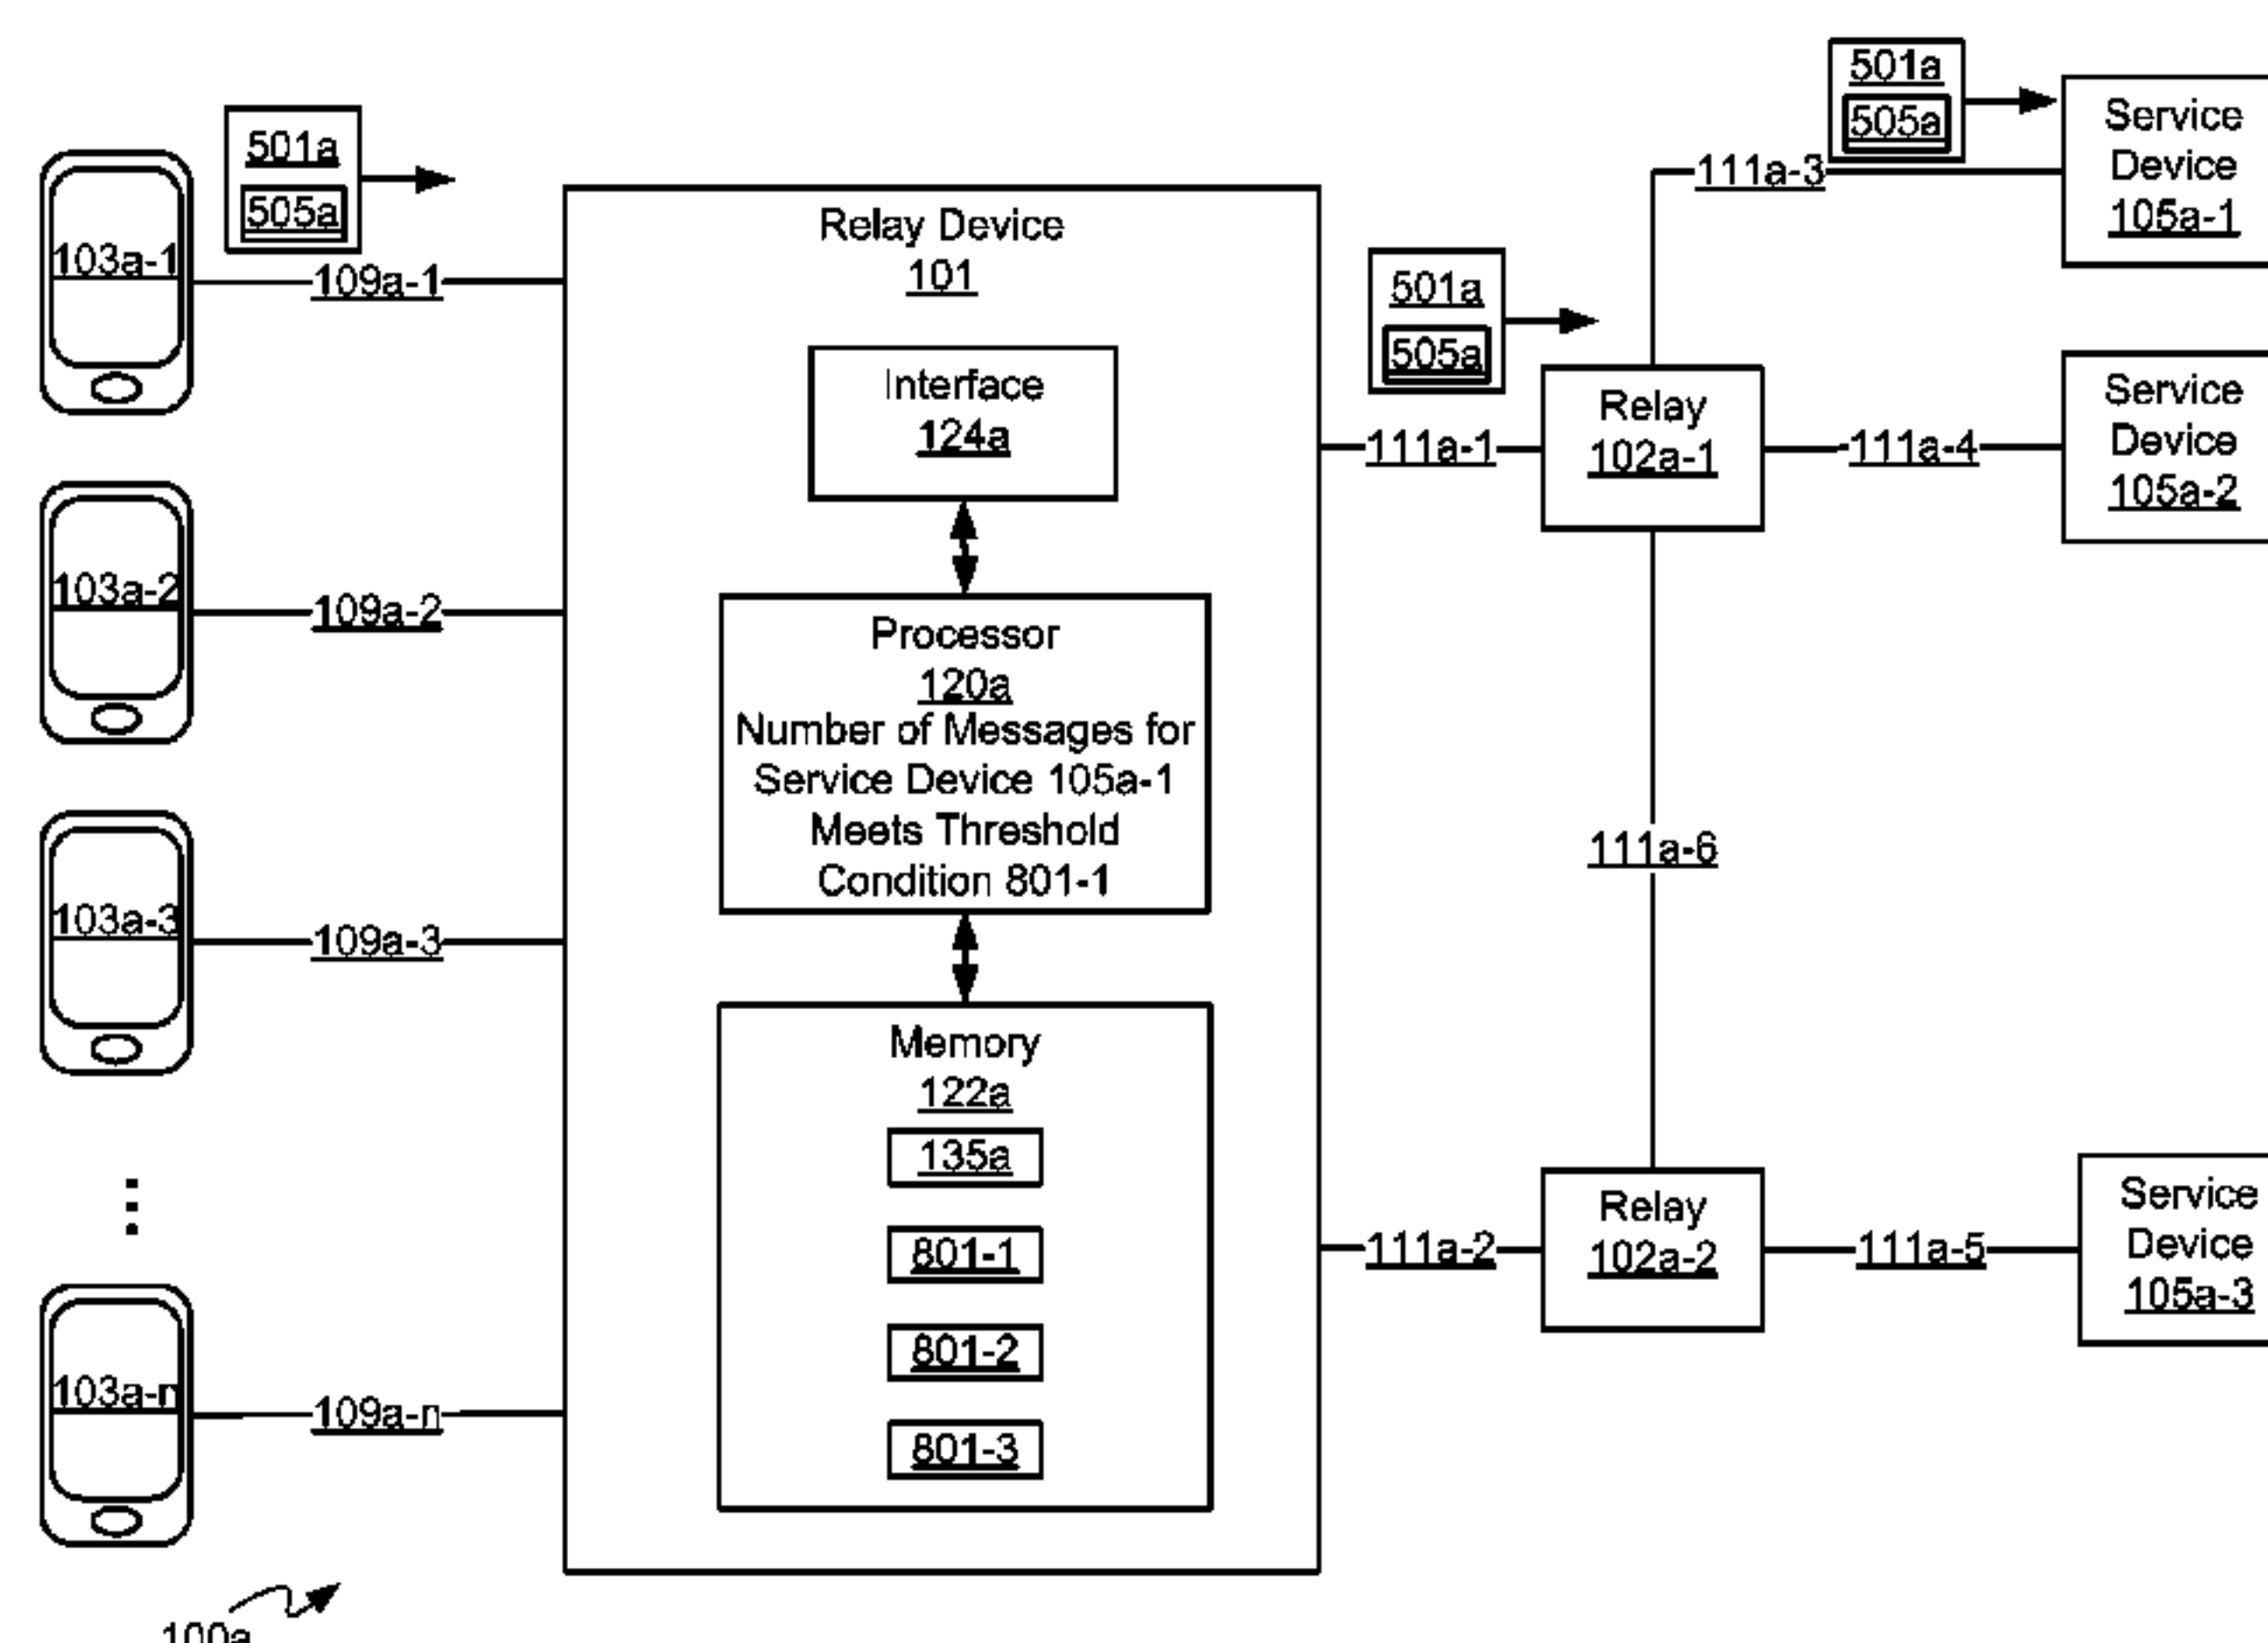 501a
505a
103a-1
109a-1
103a-2
109a-2
103a-3
109a-3
103a-n
109a-n
100a
Relay Device
101
Interface
124a
Processor
120a
Number of Messages for
Service Device 105a-1
Meets Threshold
Condition 801-1
Memory
122a
135a
801-1
801-2
801-3
501a
505a
111a-1
Relay
102a-1
111a-6
111a-2
Relay
102a-2
501a
505a
111a-3
Service
Device
105a-1
111a-4
Service
Device
105a-2
111a-5
Service
Device
105a-3